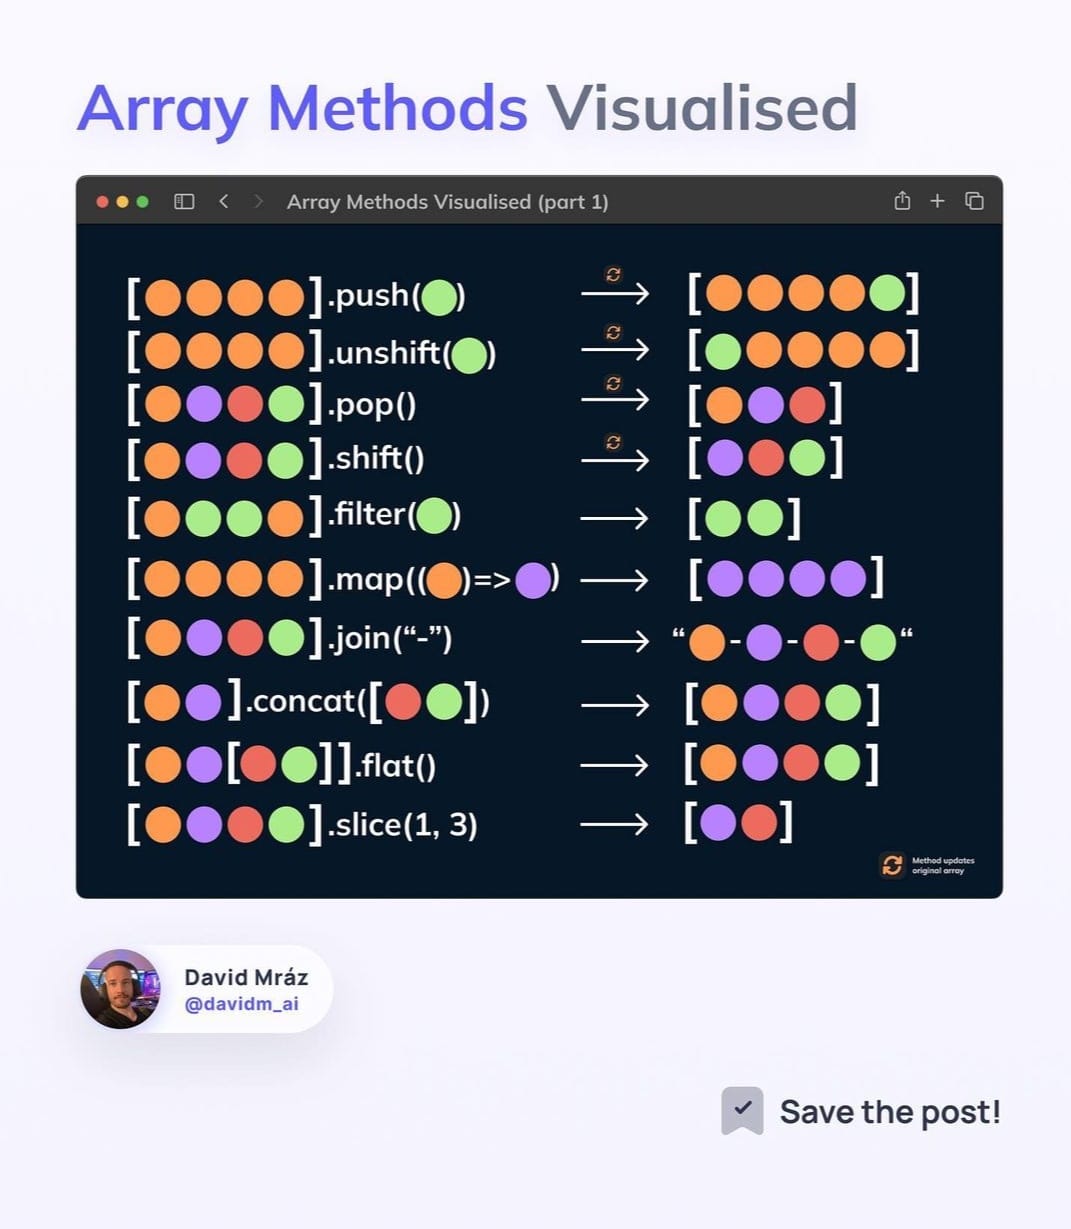 Array Methods Visualised
Array Methods Visualised (part 1)
[ ].push( ) [ ]
[ ].unshift( ) [ ]
[ ].pop() [ ]
[ ].shift() [ ]
[ ].filter( ) [ ]
[ ].map(( )=> ) [ ]
[ ].join(“-”) “ - - - “
[ ].concat([ ]) [ ]
[ [ ]].flat() [ ]
[ ].slice(1, 3) [ ]
Method updates
original array
David Mráz
@davidm_ai
Save the post!